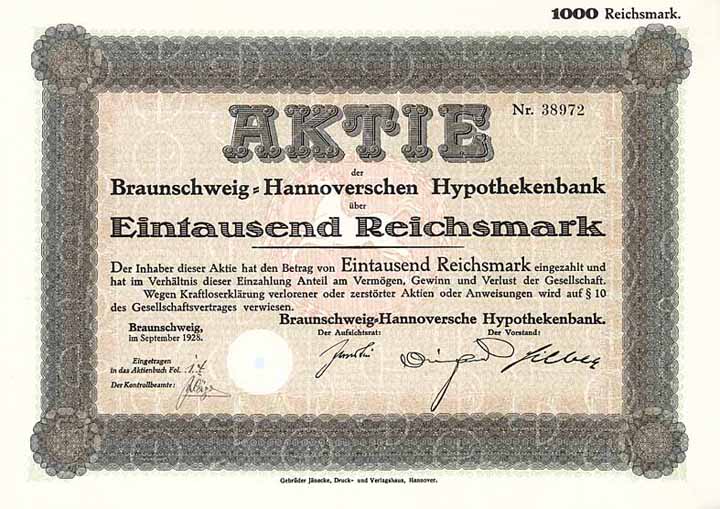 1000 Reichsmark.
AKTIE
Nr. 38972
der
Braunschweig=Hannoverschen Hypothekenbank
über
Eintausend Reichsmark
Der Inhaber dieser Aktie hat den Betrag von Eintausend Reichsmark eingezahlt und
hat im Verhältnis dieser Einzahlung Anteil am Vermögen, Gewinn und Verlust der Gesellschaft.
Wegen Kraftloserklärung verlorener oder zerstörter Aktien oder Anweisungen wird auf § 10
des Gesellschaftsvertrages verwiesen.
Braunschweig=Hannoversche Hypothekenbank.
Braunschweig,
im September 1928.
Der Aufsichtsrat:
Der Vorstand:
Eingetragen
in das Aktienbuch Fol.
Der Kontrollbeamte:
Gebrüder Jänecke, Druck- und Verlagshaus, Hannover.